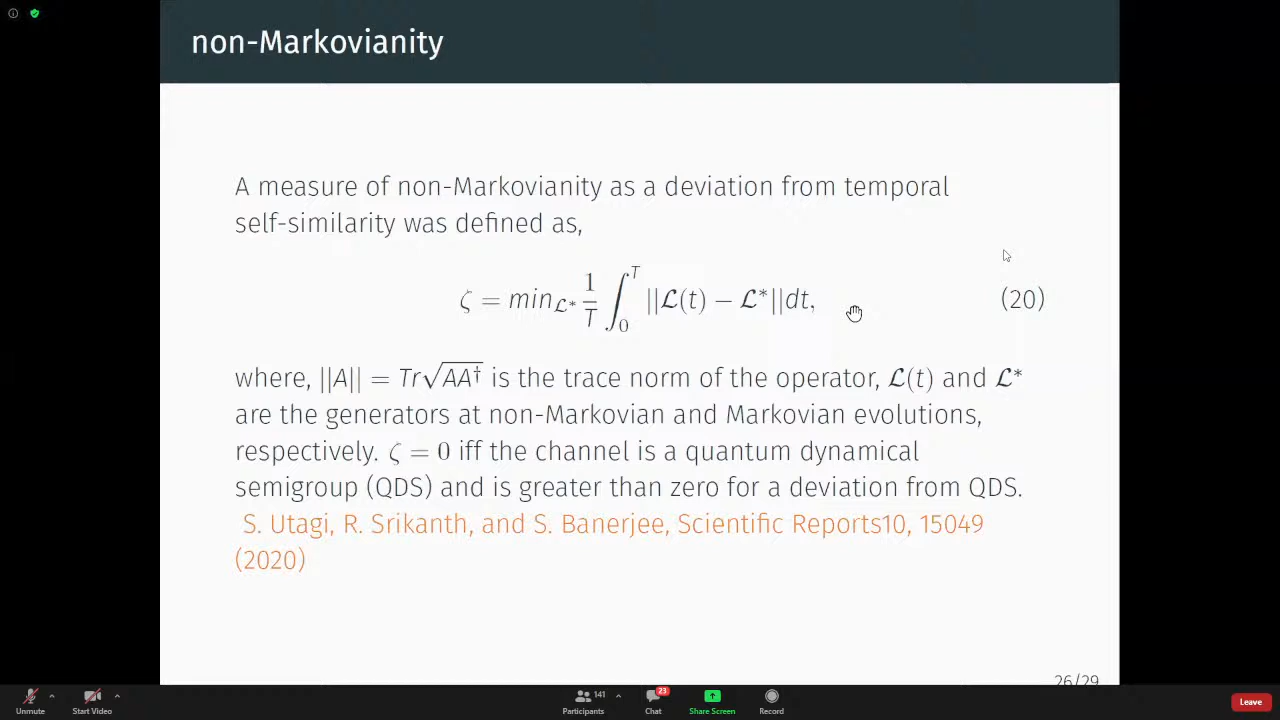 non-Markovianity
A measure of non-Markovianity as a deviation from temporal
self-similarity was defined as,
ζ = min_{𝓛*} \frac{1}{T} ∫_0^T ||𝓛(t) − 𝓛*||dt, (20)
where, ||A|| = Tr√(AA†) is the trace norm of the operator, 𝓛(t) and 𝓛*
are the generators at non-Markovian and Markovian evolutions,
respectively. ζ = 0 iff the channel is a quantum dynamical
semigroup (QDS) and is greater than zero for a deviation from QDS.
S. Utagi, R. Srikanth, and S. Banerjee, Scientific Reports10, 15049
(2020)
26/29
Unmute
Start Video
141
Participants
23
Chat
Share Screen
Record
Leave